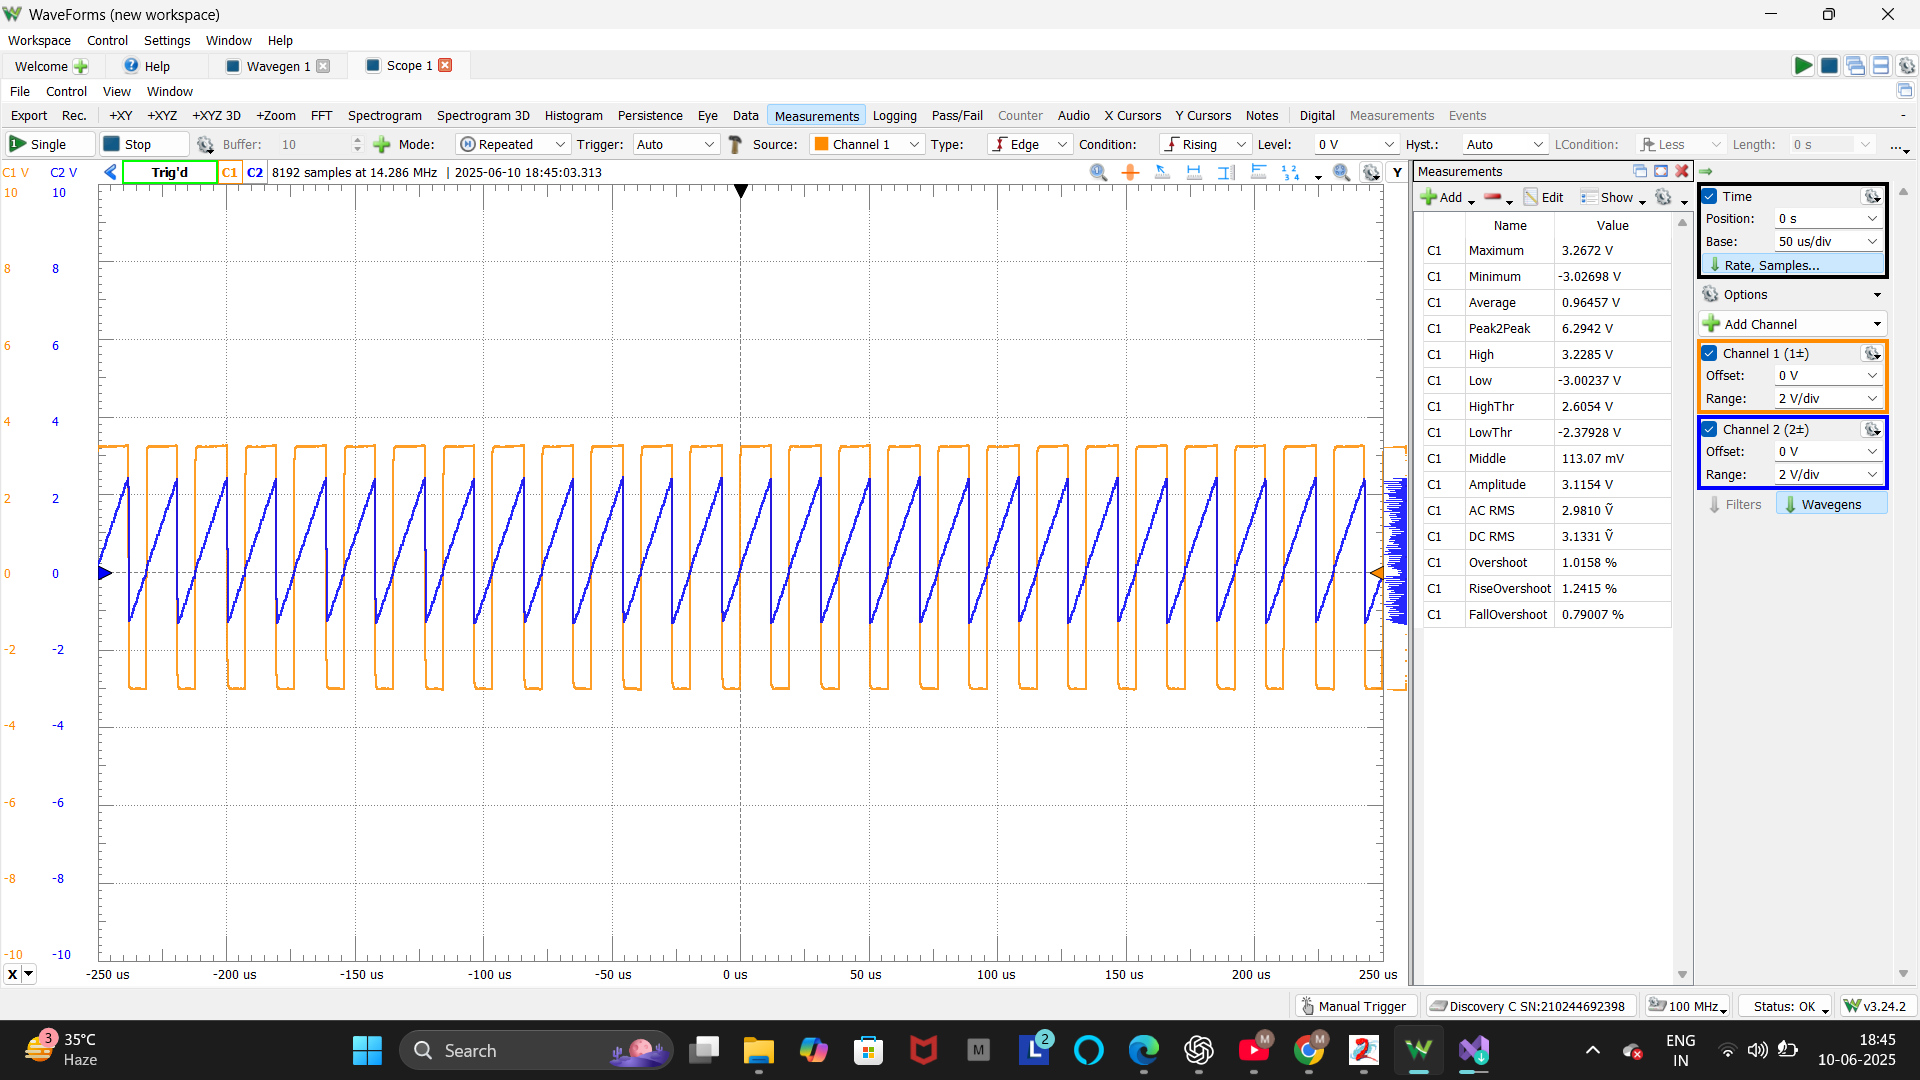 WaveForms (new workspace)
Workspace Control Settings Window Help
Welcome Help Wavegen 1 Scope 1
File Control View Window
Export Rec. +XY +XYZ +XYZ 3D +Zoom FFT Spectrogram Spectrogram 3D Histogram Persistence Eye Data Measurements Logging Pass/Fail Counter Audio X Cursors Y Cursors Notes Digital Measurements Events -
Single Stop Buffer: 10 Mode: Repeated Trigger: Auto Source: Channel 1 Type: Edge Condition: Rising Level: 0 V Hyst.: Auto LCondition: Less Length: 0 s ...
C1 V C2 V Trig'd C1 C2 8192 samples at 14.286 MHz | 2025-06-10 18:45:03.313 Y
10 10
8 8
6 6
4 4
2 2
0 0
-2 -2
-4 -4
-6 -6
-8 -8
-10 -10
X -250 us -200 us -150 us -100 us -50 us 0 us 50 us 100 us 150 us 200 us 250 us
Measurements
Add Edit Show
Name Value
C1 Maximum 3.2672 V
C1 Minimum -3.02698 V
C1 Average 0.96457 V
C1 Peak2Peak 6.2942 V
C1 High 3.2285 V
C1 Low -3.00237 V
C1 HighThr 2.6054 V
C1 LowThr -2.37928 V
C1 Middle 113.07 mV
C1 Amplitude 3.1154 V
C1 AC RMS 2.9810 Ṽ
C1 DC RMS 3.1331 Ṽ
C1 Overshoot 1.0158 %
C1 RiseOvershoot 1.2415 %
C1 FallOvershoot 0.79007 %
Time
Position: 0 s
Base: 50 us/div
Rate, Samples...
Options
Add Channel
Channel 1 (1±)
Offset: 0 V
Range: 2 V/div
Channel 2 (2±)
Offset: 0 V
Range: 2 V/div
Filters Wavegens
Manual Trigger Discovery C SN:210244692398 100 MHz Status: OK v3.24.2
3 35°C
Haze
Search
M
L 2
M
M
ENG
IN
18:45
10-06-2025